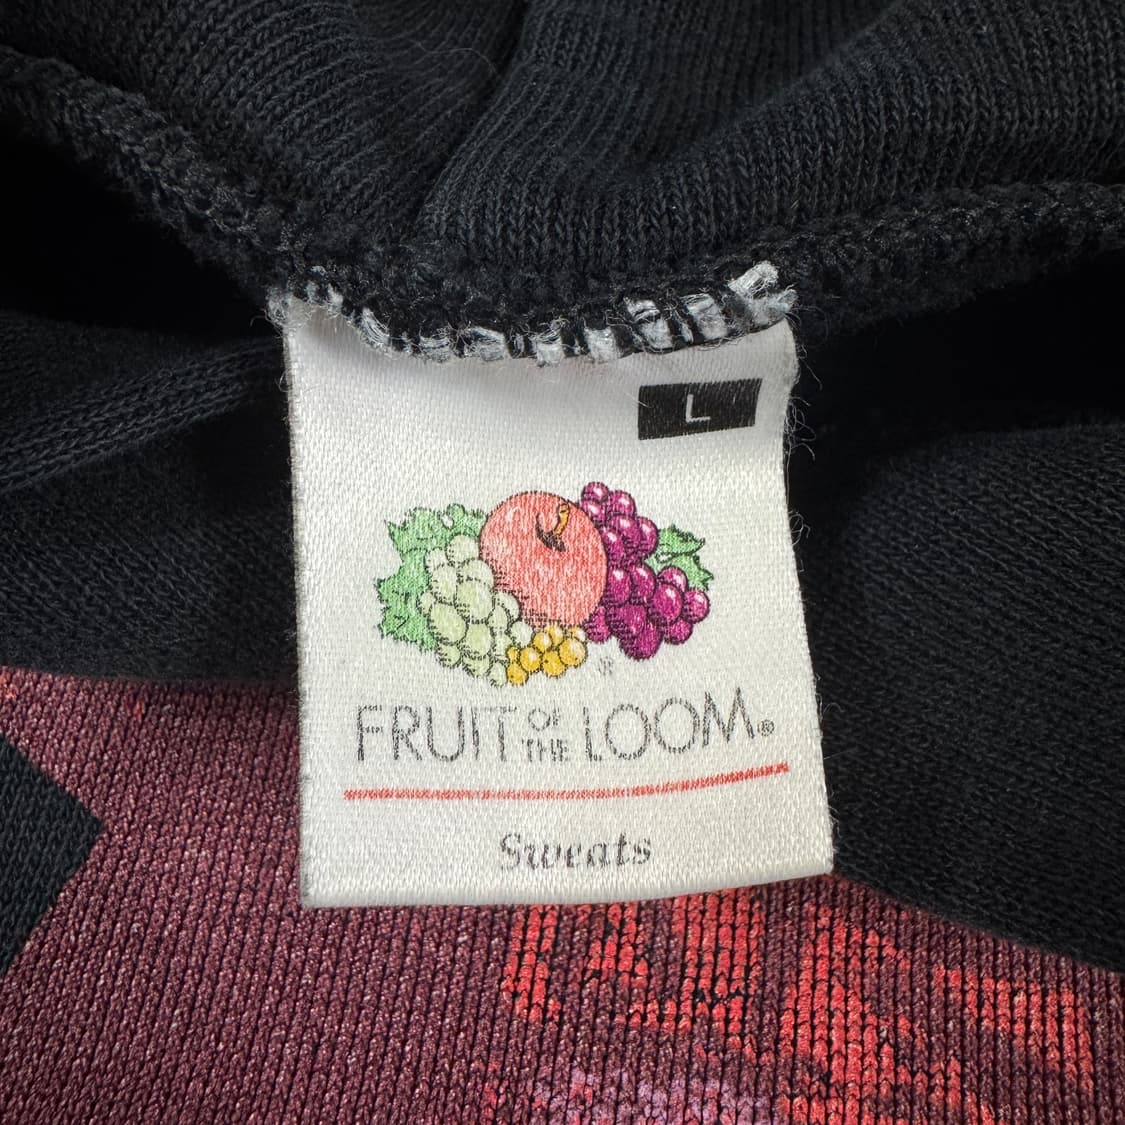 L
®
FRUIT OF THE LOOM®
Sweats